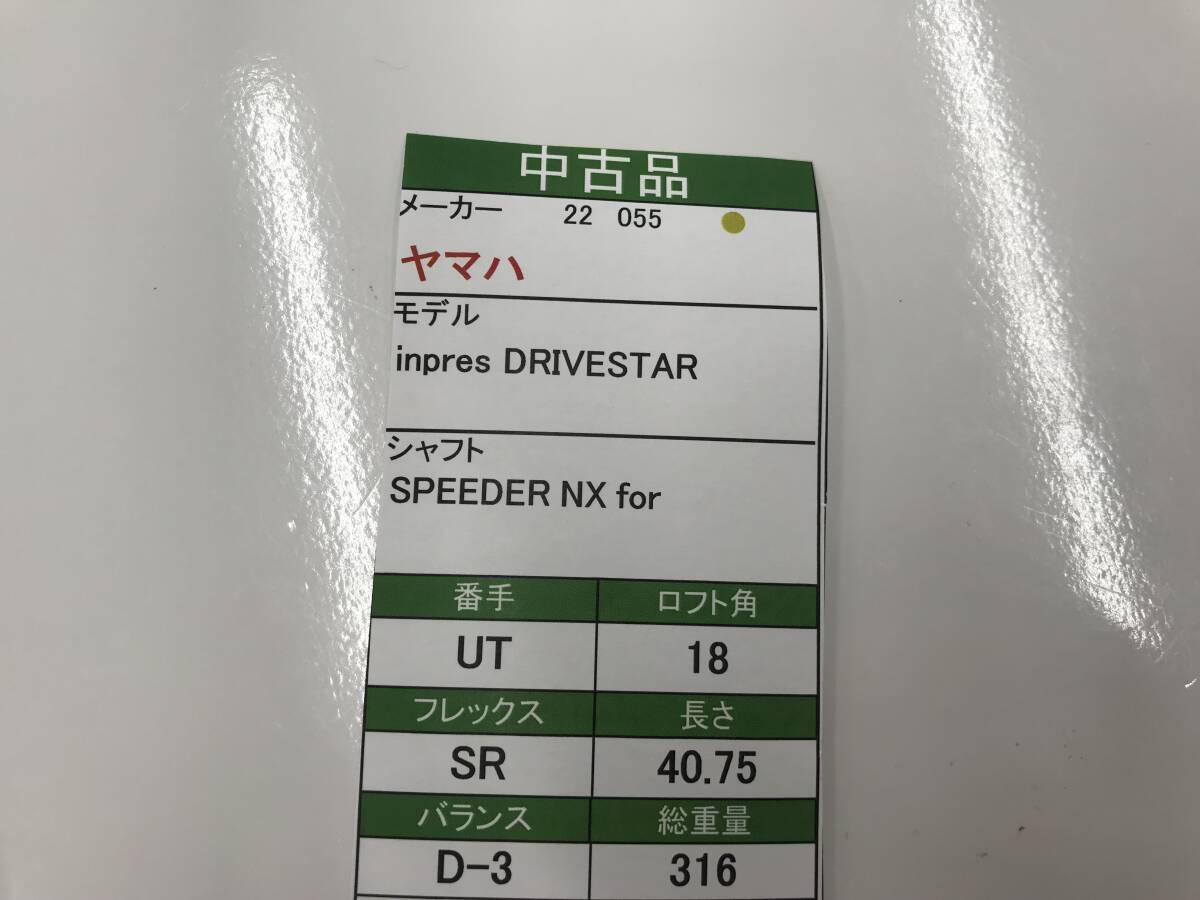 中古品
メーカー 22 055
ヤマハ
モデル
inpres DRIVESTAR
シャフト
SPEEDER NX for
番手 ロフト角
UT 18
フレックス 長さ
SR 40.75
バランス 総重量
D-3 316